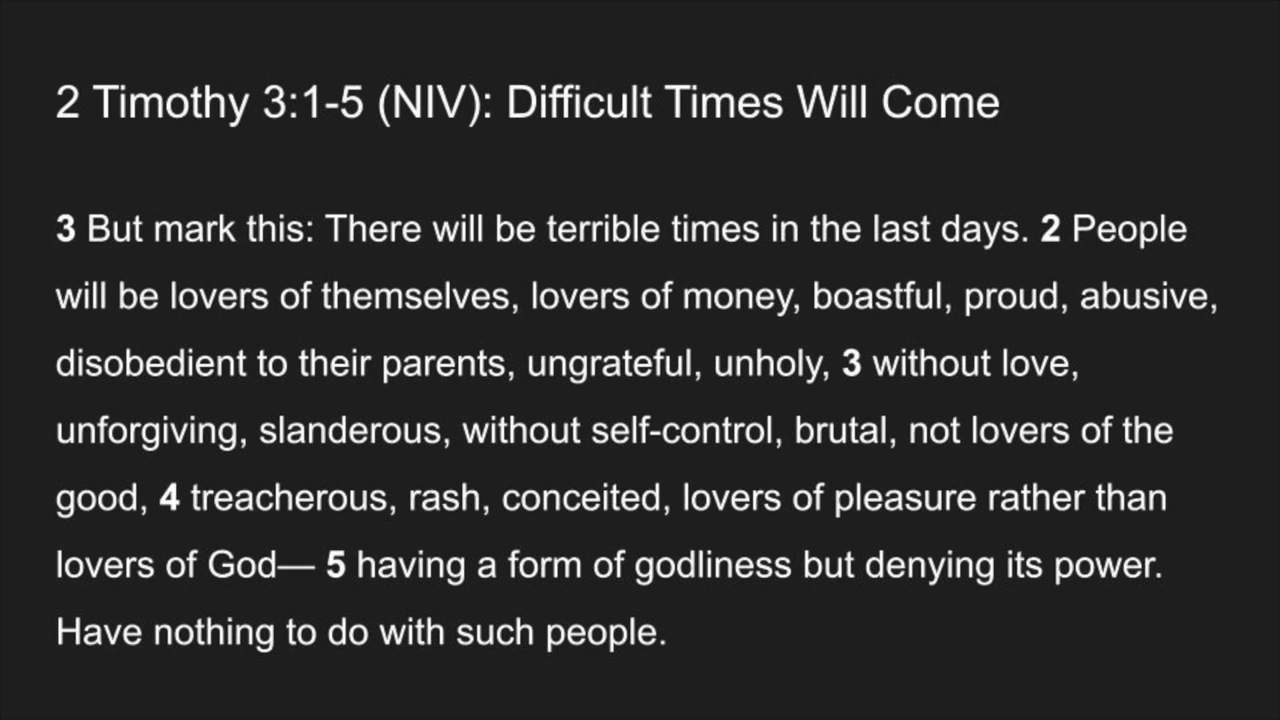 2 Timothy 3:1-5 (NIV): Difficult Times Will Come
3 But mark this: There will be terrible times in the last days. 2 People
will be lovers of themselves, lovers of money, boastful, proud, abusive,
disobedient to their parents, ungrateful, unholy, 3 without love,
unforgiving, slanderous, without self-control, brutal, not lovers of the
good, 4 treacherous, rash, conceited, lovers of pleasure rather than
lovers of God— 5 having a form of godliness but denying its power.
Have nothing to do with such people.